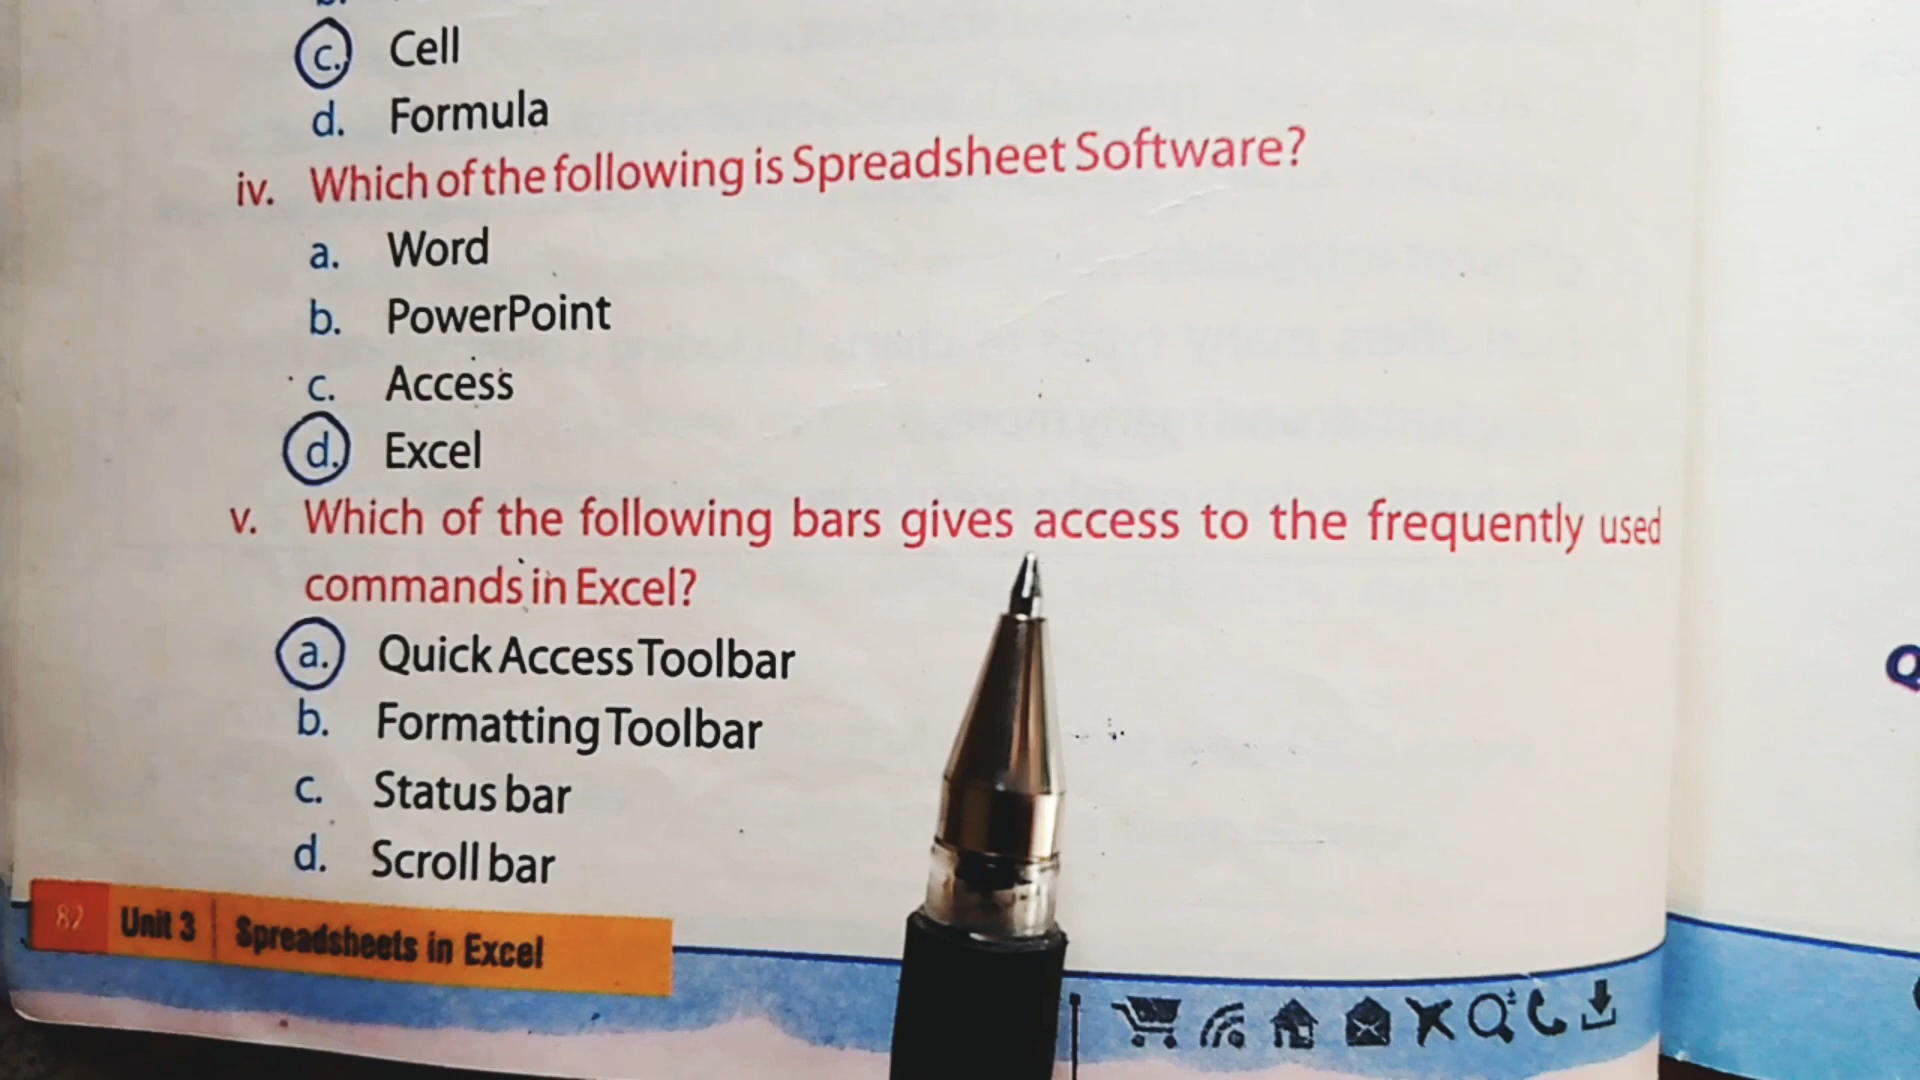 c. Cell
d. Formula
iv. Which of the following is Spreadsheet Software?
a. Word
b. PowerPoint
c. Access
d. Excel
v. Which of the following bars gives access to the frequently used
commands in Excel?
a. Quick Access Toolbar
b. Formatting Toolbar
c. Status bar
d. Scroll bar
82 Unit 3 Spreadsheets in Excel